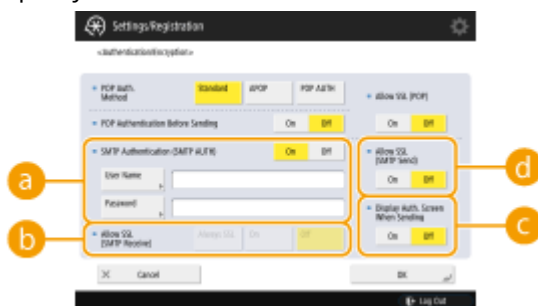 Settings/Registration
<Authentication/Encryption>
POP Auth. Method
Standard
APOP
POP AUTH
Allow SSL (POP)
On
Off
POP Authentication Before Sending
On
Off
SMTP Authentication (SMTP AUTH)
On
Off
Allow SSL (SMTP Send)
On
Off
a
User Name
Password
d
b
Allow SSL (SMTP Receive)
Always SSL
On
Off
Display Auth. Screen When Sending
On
Off
c
Cancel
OK
Log Out